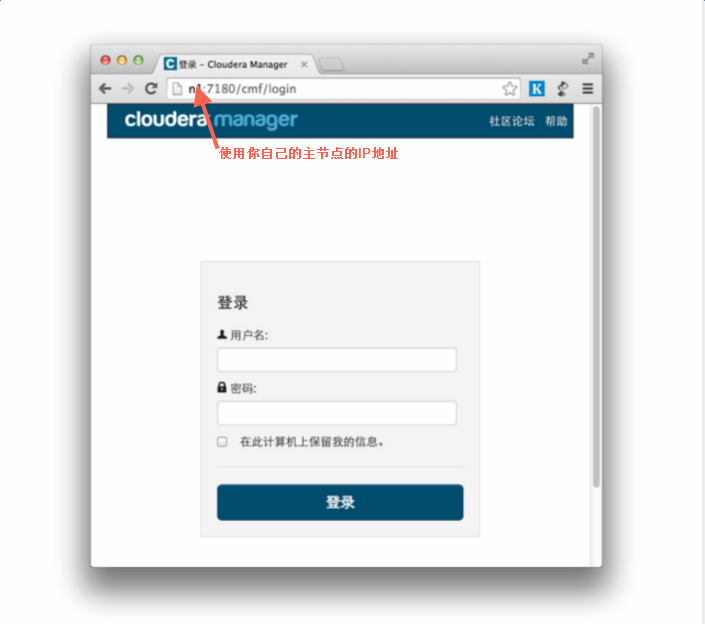 登录 - Cloudera Manager
n1:7180/cmf/login
cloudera manager
社区论坛 帮助
使用你自己的主节点的IP地址
登录
用户名:
密码:
在此计算机上保留我的信息。
登录